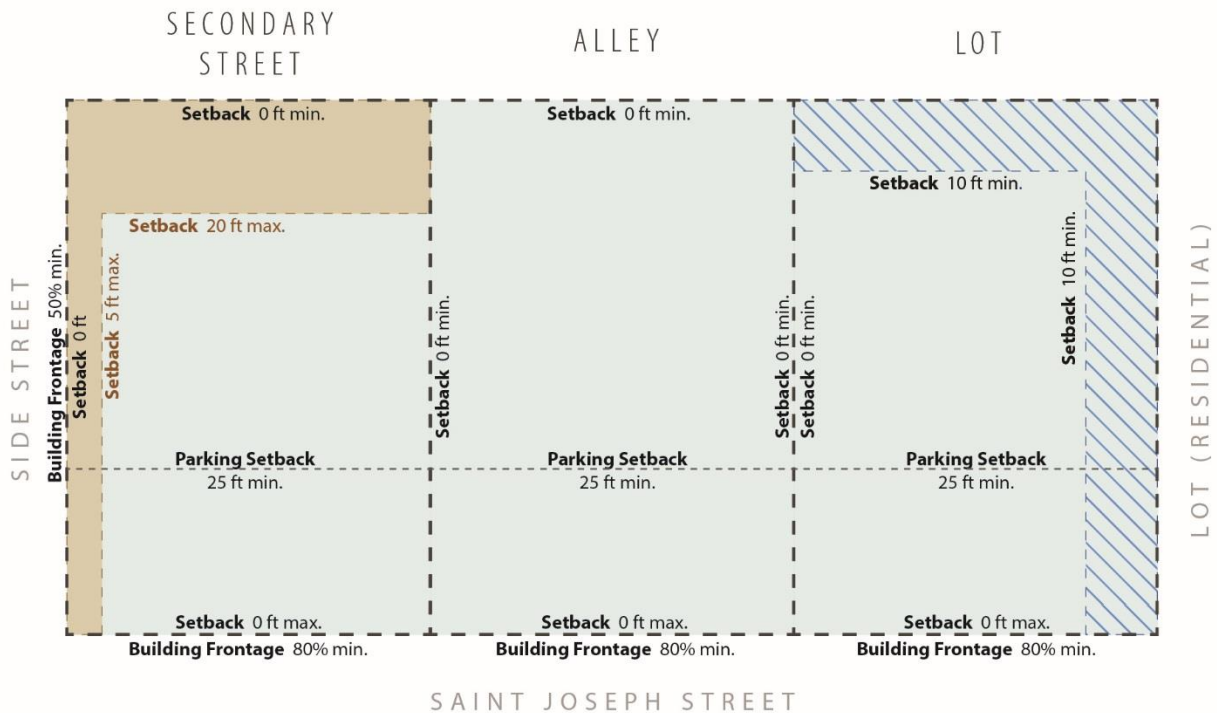 SECONDARY
STREET
ALLEY
LOT
Setback 0 ft min.
Setback 0 ft min.
Setback 10 ft min.
Setback 20 ft max.
SIDE STREET
Building Frontage 50% min.
Setback 0 ft
Setback 5 ft max.
Setback 0 ft min.
Setback 0 ft min.
Setback 0 ft min.
Setback 10 ft min.
LOT (RESIDENTIAL)
Parking Setback
25 ft min.
Parking Setback
25 ft min.
Parking Setback
25 ft min.
Setback 0 ft max.
Setback 0 ft max.
Setback 0 ft max.
Building Frontage 80% min.
Building Frontage 80% min.
Building Frontage 80% min.
SAINT JOSEPH STREET